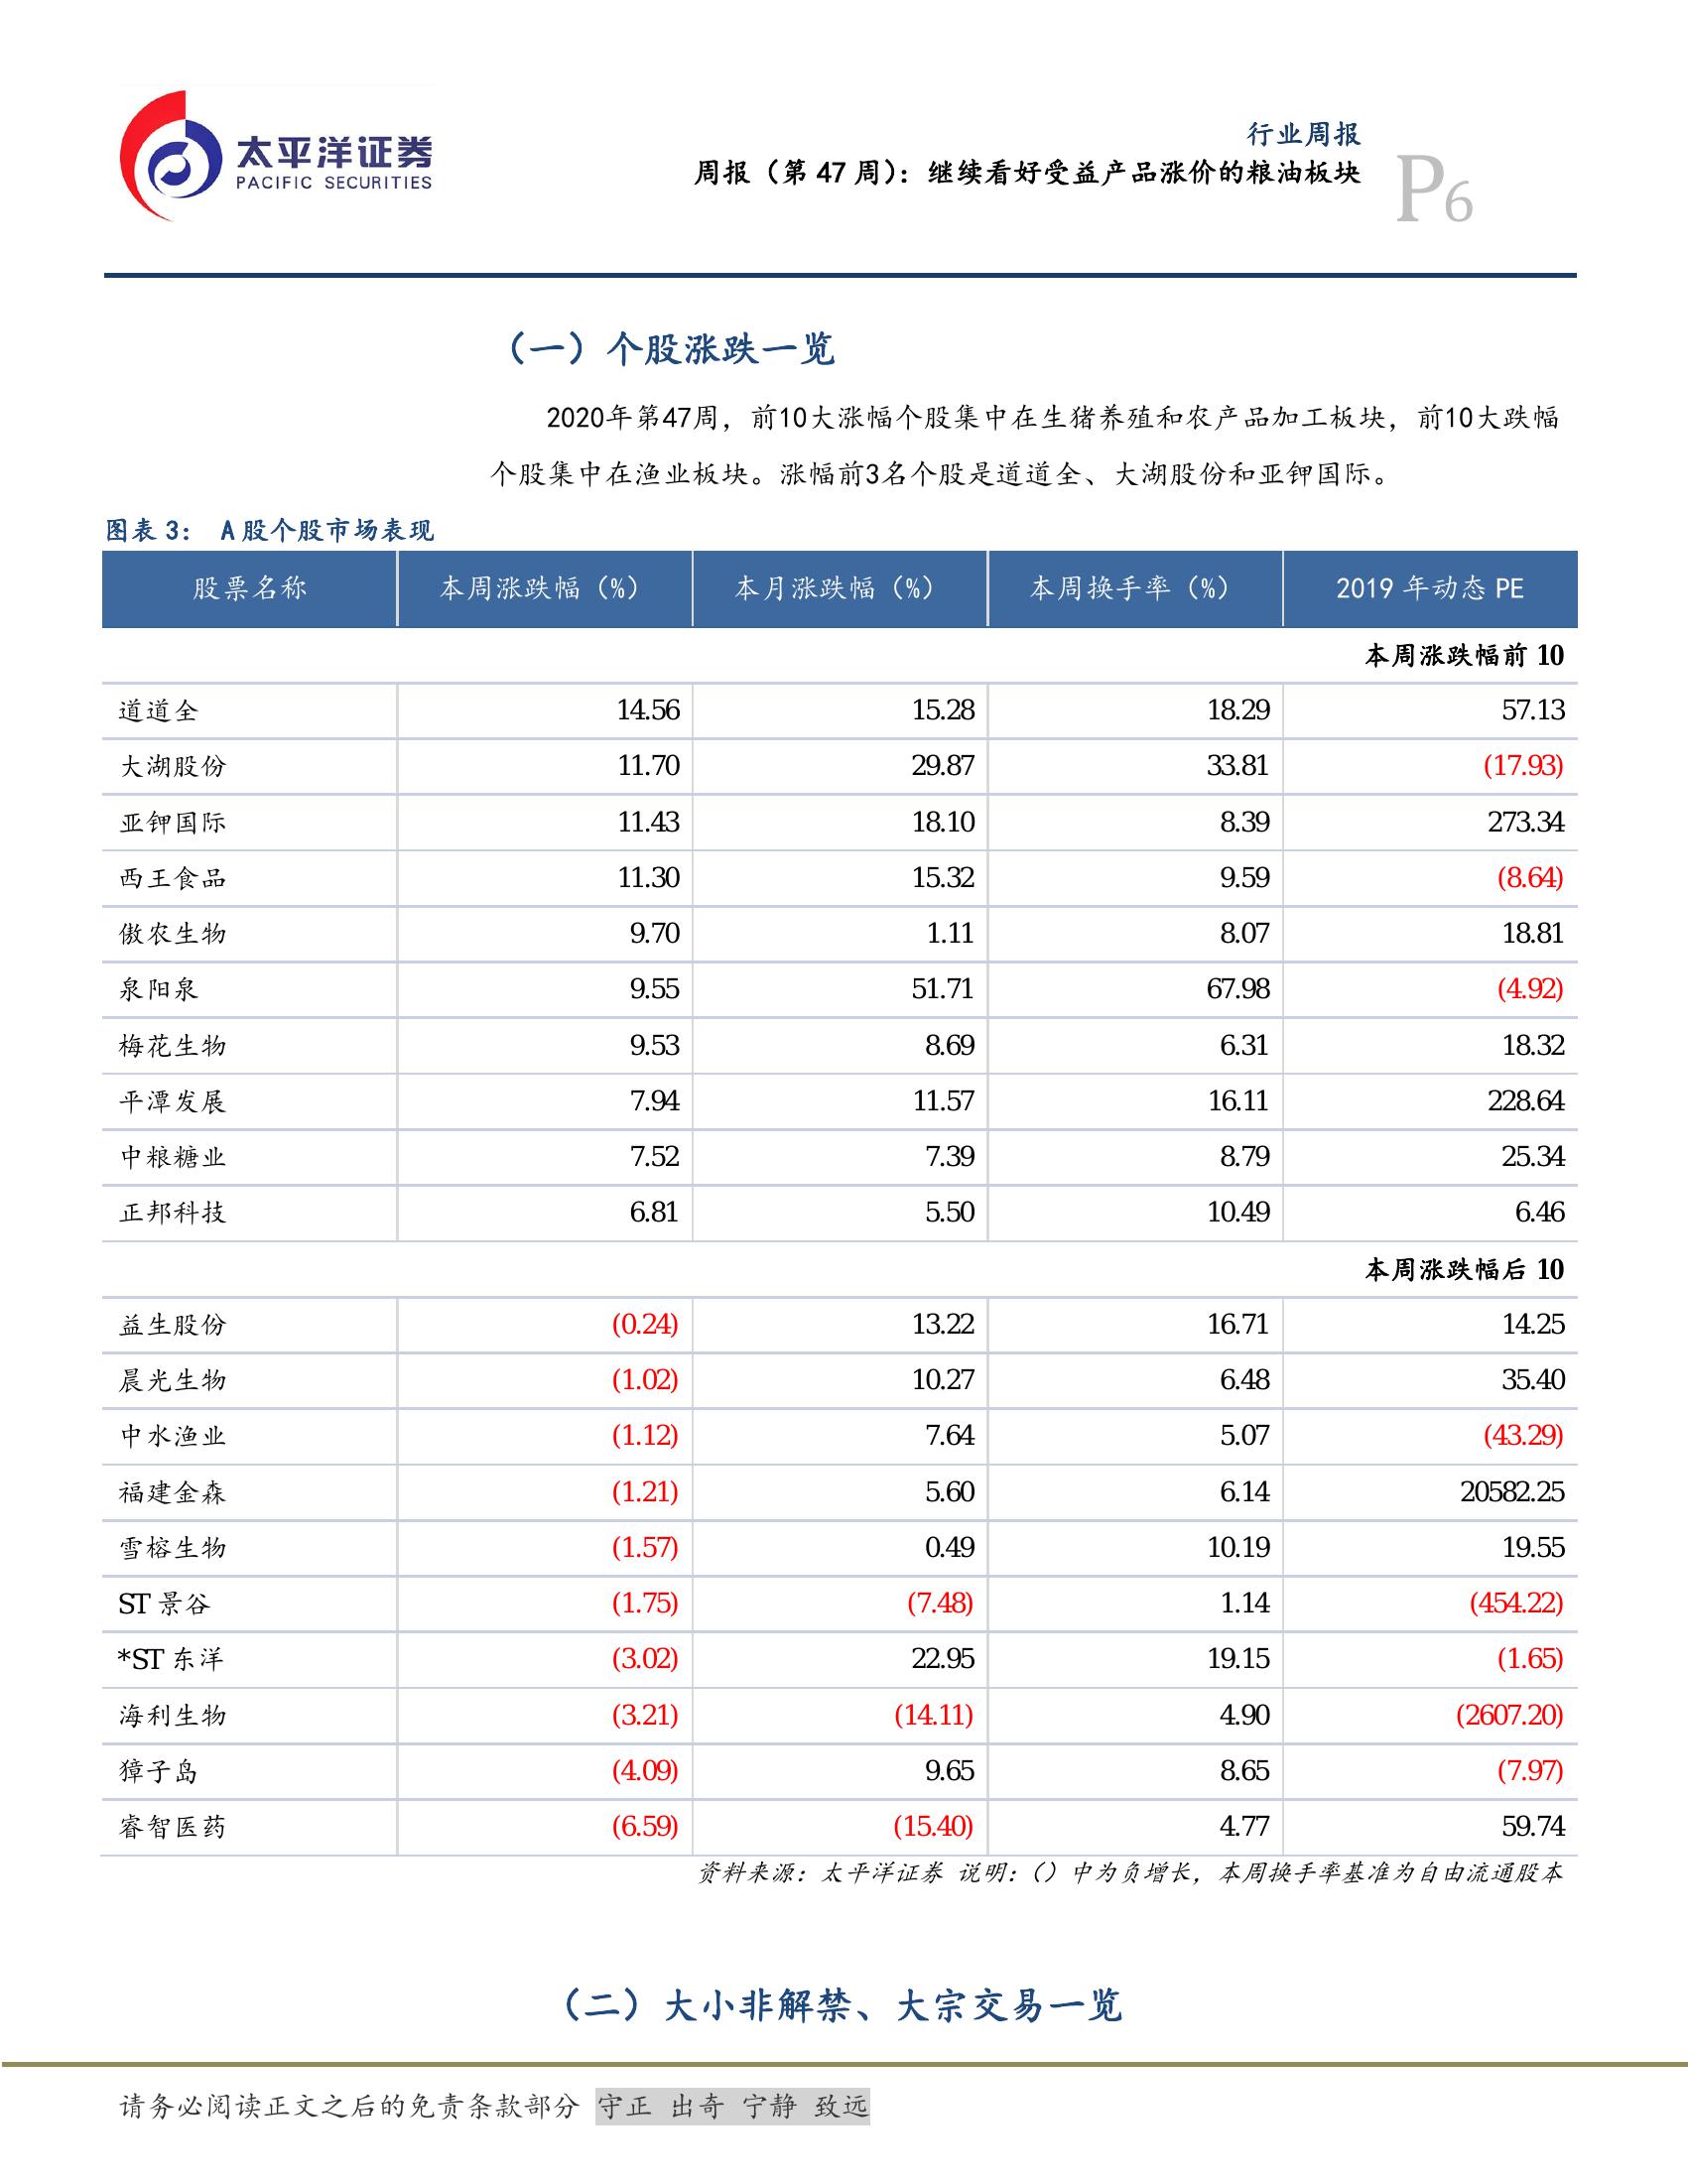 太平洋证券
PACIFIC SECURITIES
行业周报
周报（第 47 周）：继续看好受益产品涨价的粮油板块
P6
（一）个股涨跌一览
2020年第47周，前10大涨幅个股集中在生猪养殖和农产品加工板块，前10大跌幅
个股集中在渔业板块。涨幅前3名个股是道道全、大湖股份和亚钾国际。
图表 3： A 股个股市场表现
股票名称 本周涨跌幅（%） 本月涨跌幅（%） 本周换手率（%） 2019 年动态 PE
本周涨跌幅前 10
道道全 14.56 15.28 18.29 57.13
大湖股份 11.70 29.87 33.81 (17.93)
亚钾国际 11.43 18.10 8.39 273.34
西王食品 11.30 15.32 9.59 (8.64)
傲农生物 9.70 1.11 8.07 18.81
泉阳泉 9.55 51.71 67.98 (4.92)
梅花生物 9.53 8.69 6.31 18.32
平潭发展 7.94 11.57 16.11 228.64
中粮糖业 7.52 7.39 8.79 25.34
正邦科技 6.81 5.50 10.49 6.46
本周涨跌幅后 10
益生股份 (0.24) 13.22 16.71 14.25
晨光生物 (1.02) 10.27 6.48 35.40
中水渔业 (1.12) 7.64 5.07 (43.29)
福建金森 (1.21) 5.60 6.14 20582.25
雪榕生物 (1.57) 0.49 10.19 19.55
ST 景谷 (1.75) (7.48) 1.14 (454.22)
*ST 东洋 (3.02) 22.95 19.15 (1.65)
海利生物 (3.21) (14.11) 4.90 (2607.20)
獐子岛 (4.09) 9.65 8.65 (7.97)
睿智医药 (6.59) (15.40) 4.77 59.74
资料来源：太平洋证券 说明：（）中为负增长，本周换手率基准为自由流通股本
（二）大小非解禁、大宗交易一览
请务必阅读正文之后的免责条款部分 守正 出奇 宁静 致远